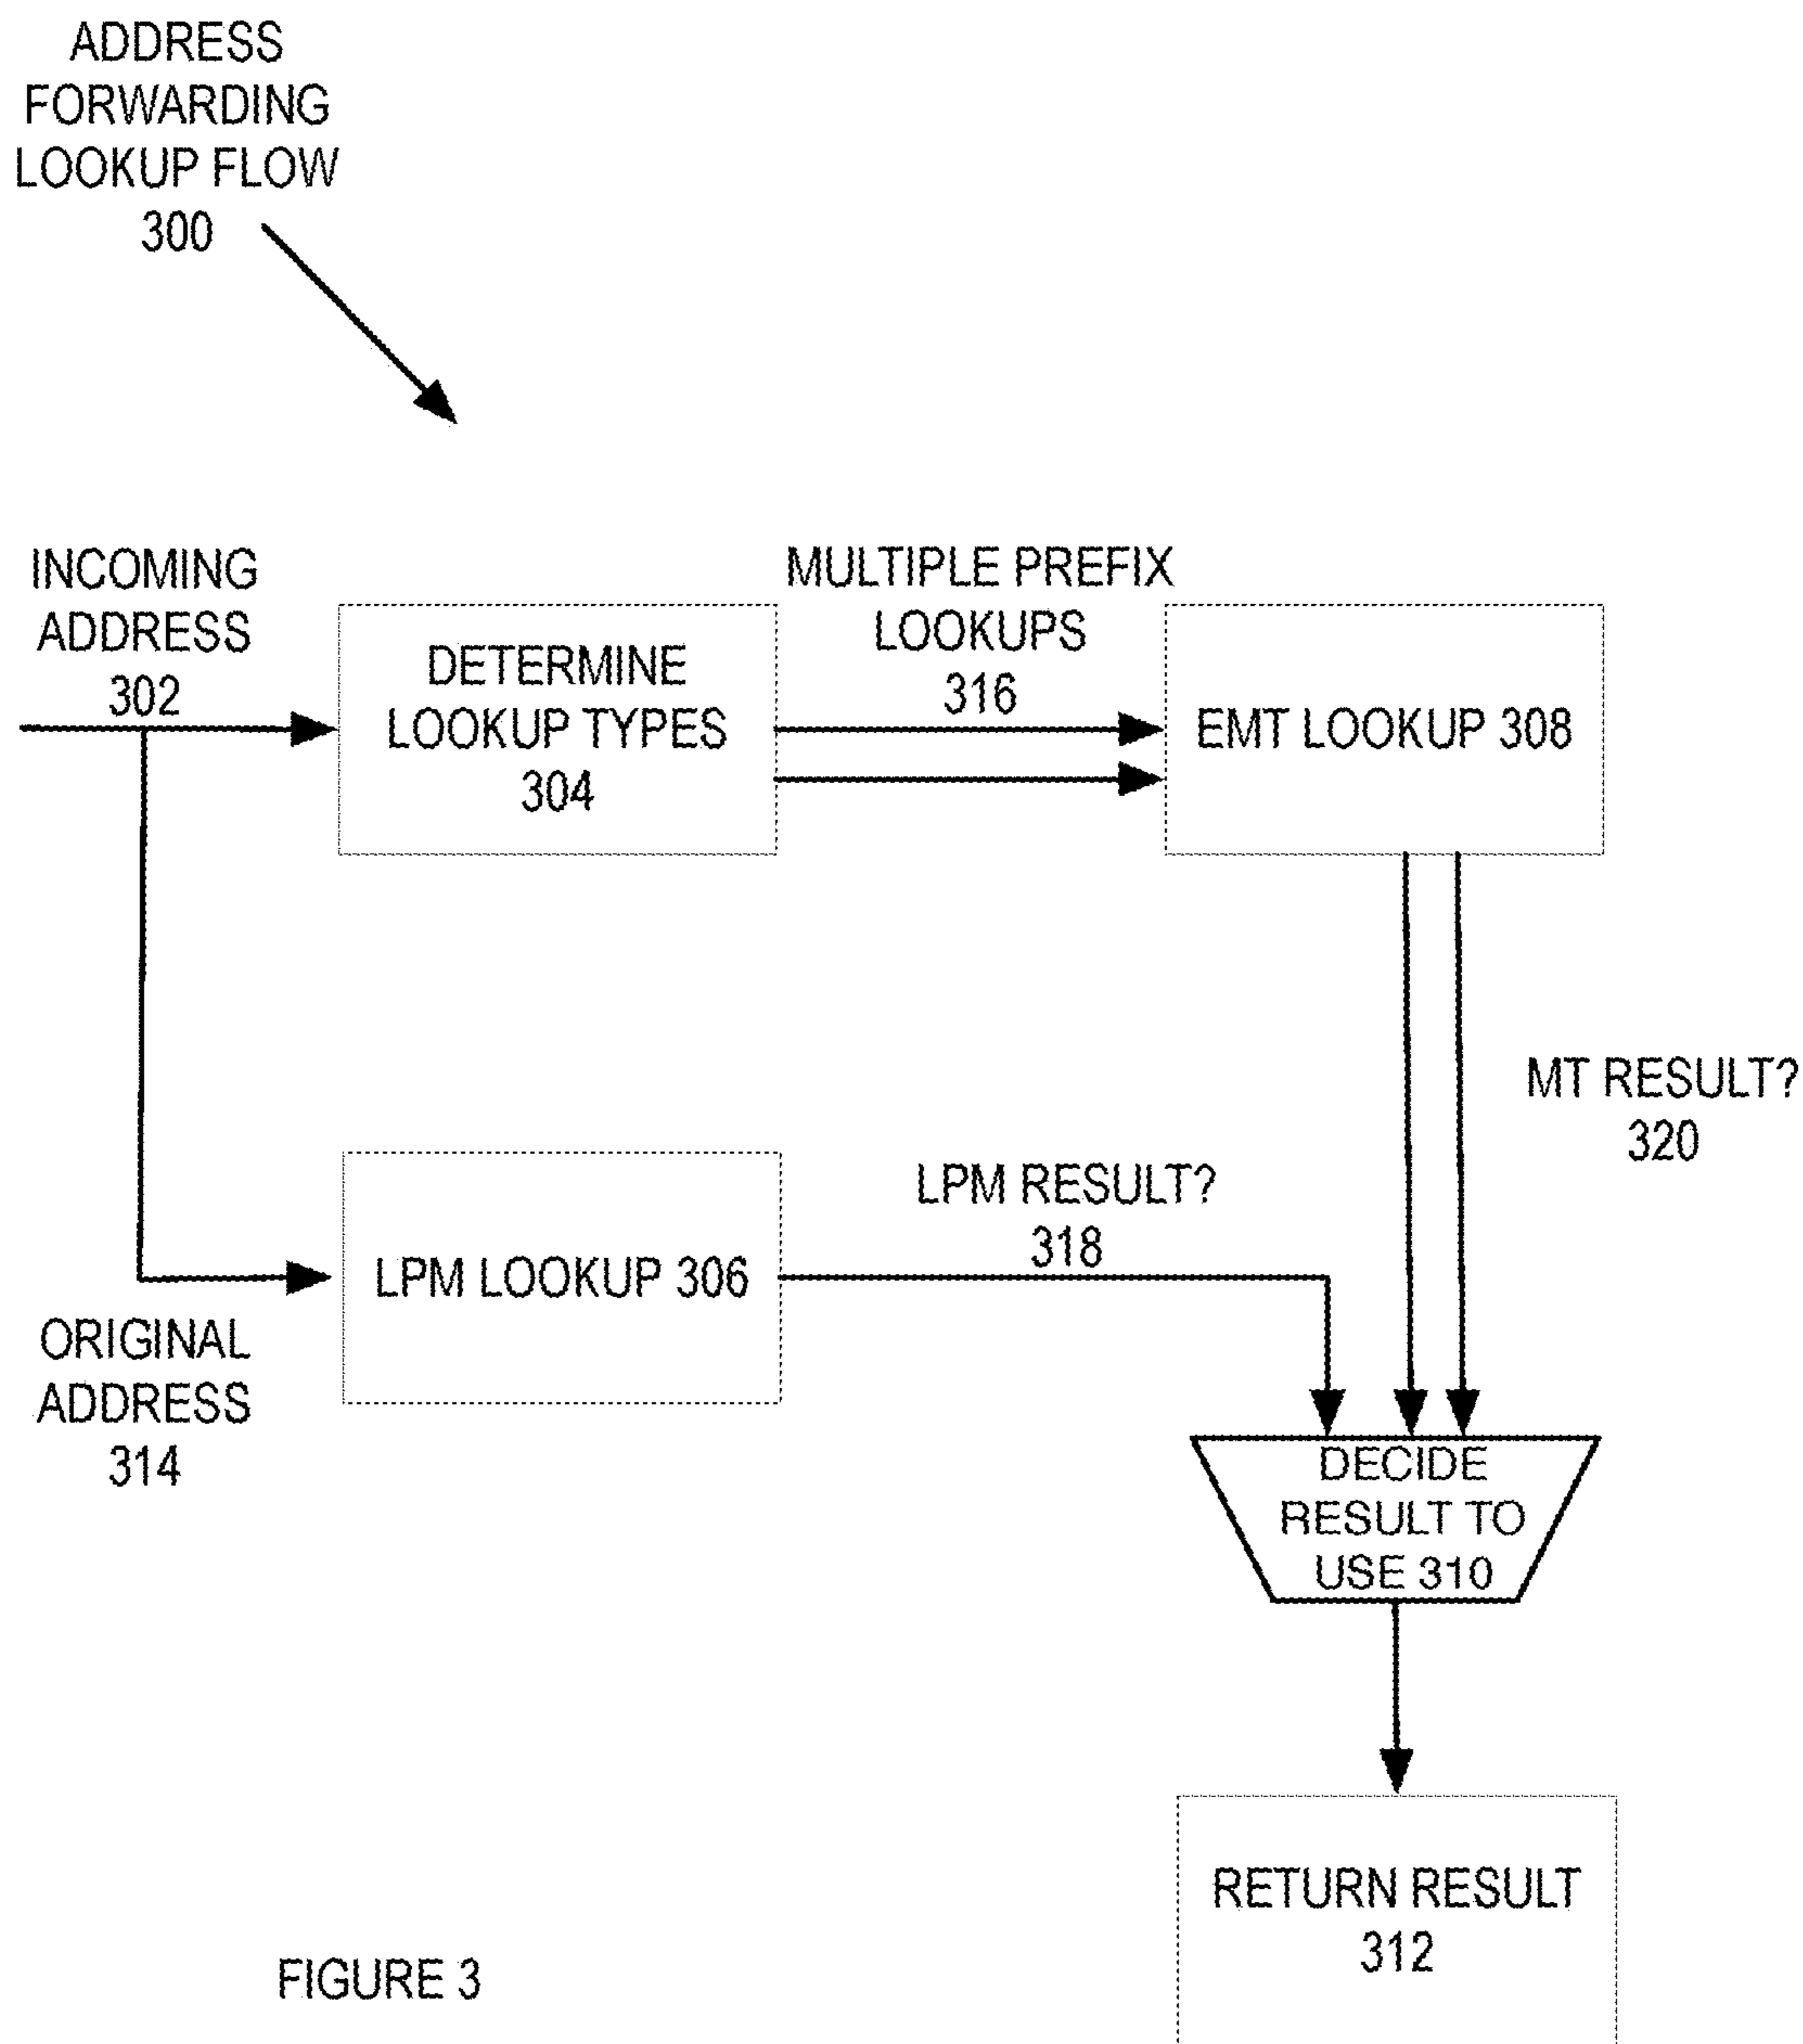 ADDRESS
FORWARDING
LOOKUP FLOW
300
INCOMING
ADDRESS
302
DETERMINE
LOOKUP TYPES
304
MULTIPLE PREFIX
LOOKUPS
316
EMT LOOKUP 308
MT RESULT?
320
LPM LOOKUP 306
LPM RESULT?
318
ORIGINAL
ADDRESS
314
DECIDE
RESULT TO
USE 310
RETURN RESULT
312
FIGURE 3